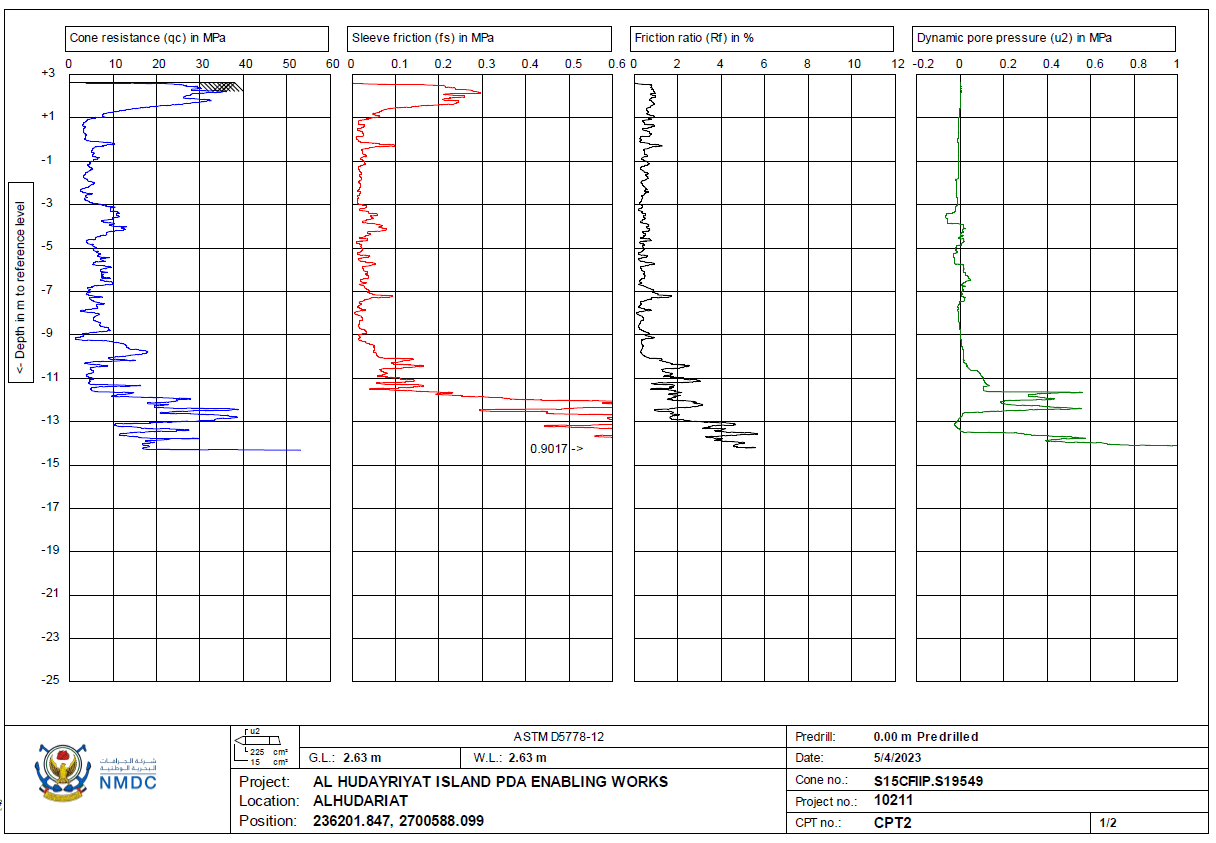 Cone resistance (qc) in MPa
Sleeve friction (fs) in MPa
Friction ratio (Rf) in %
Dynamic pore pressure (u2) in MPa
0 10 20 30 40 50 60
0 0.1 0.2 0.3 0.4 0.5 0.6
0 2 4 6 8 10 12
-0.2 0 0.2 0.4 0.6 0.8 1
+3
+1
-1
-3
-5
-7
-9
-11
-13
-15
-17
-19
-21
-23
-25
<- Depth in m to reference level
0.9017 ->
شركة الجرافات
البحرية الوطنية
NMDC
u2
225 cm²
15 cm²
ASTM D5778-12
G.L.: 2.63 m
W.L.: 2.63 m
Project: AL HUDAYRIYAT ISLAND PDA ENABLING WORKS
Location: ALHUDARIAT
Position: 236201.847, 2700588.099
Predrill: 0.00 m Predrilled
Date: 5/4/2023
Cone no.: S15CFIIP.S19549
Project no.: 10211
CPT no.: CPT2
1/2